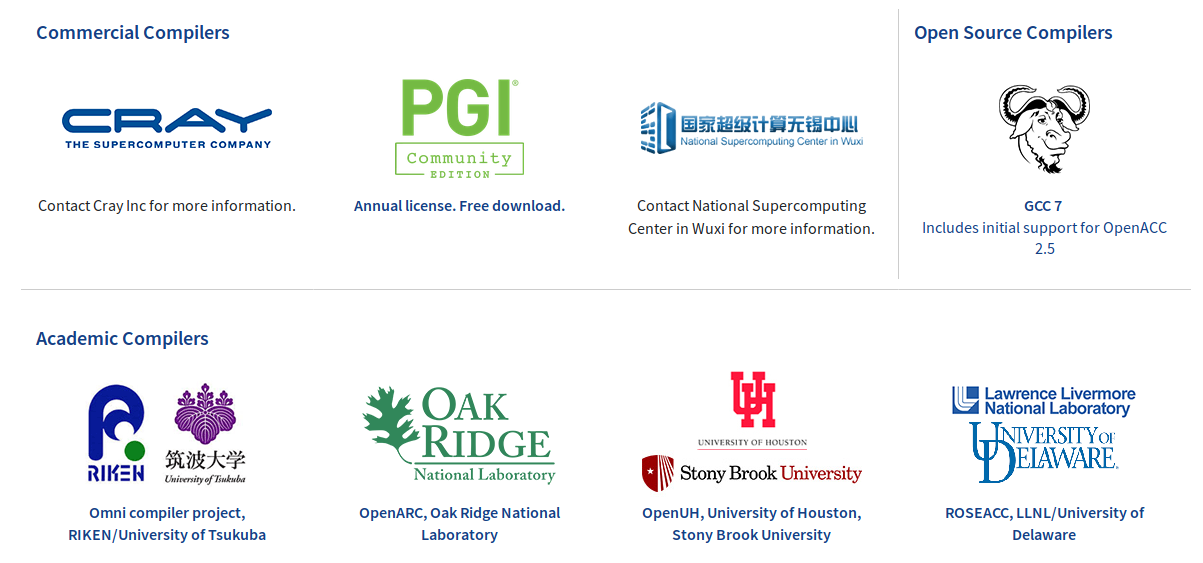 Commercial Compilers
CRAY
THE SUPERCOMPUTER COMPANY
Contact Cray Inc for more information.
PGI®
Community
EDITION
Annual license. Free download.
国家超级计算无锡中心
National Supercomputing Center in Wuxi
Contact National Supercomputing
Center in Wuxi for more information.
Open Source Compilers
GCC 7
Includes initial support for OpenACC
2.5
Academic Compilers
RIKEN
筑波大学
University of Tsukuba
Omni compiler project,
RIKEN/University of Tsukuba
OAK
RIDGE
National Laboratory
OpenARC, Oak Ridge National
Laboratory
UH
UNIVERSITY OF HOUSTON
Stony Brook University
OpenUH, University of Houston,
Stony Brook University
Lawrence Livermore
National Laboratory
UNIVERSITY OF
DELAWARE.
ROSEACC, LLNL/University of
Delaware